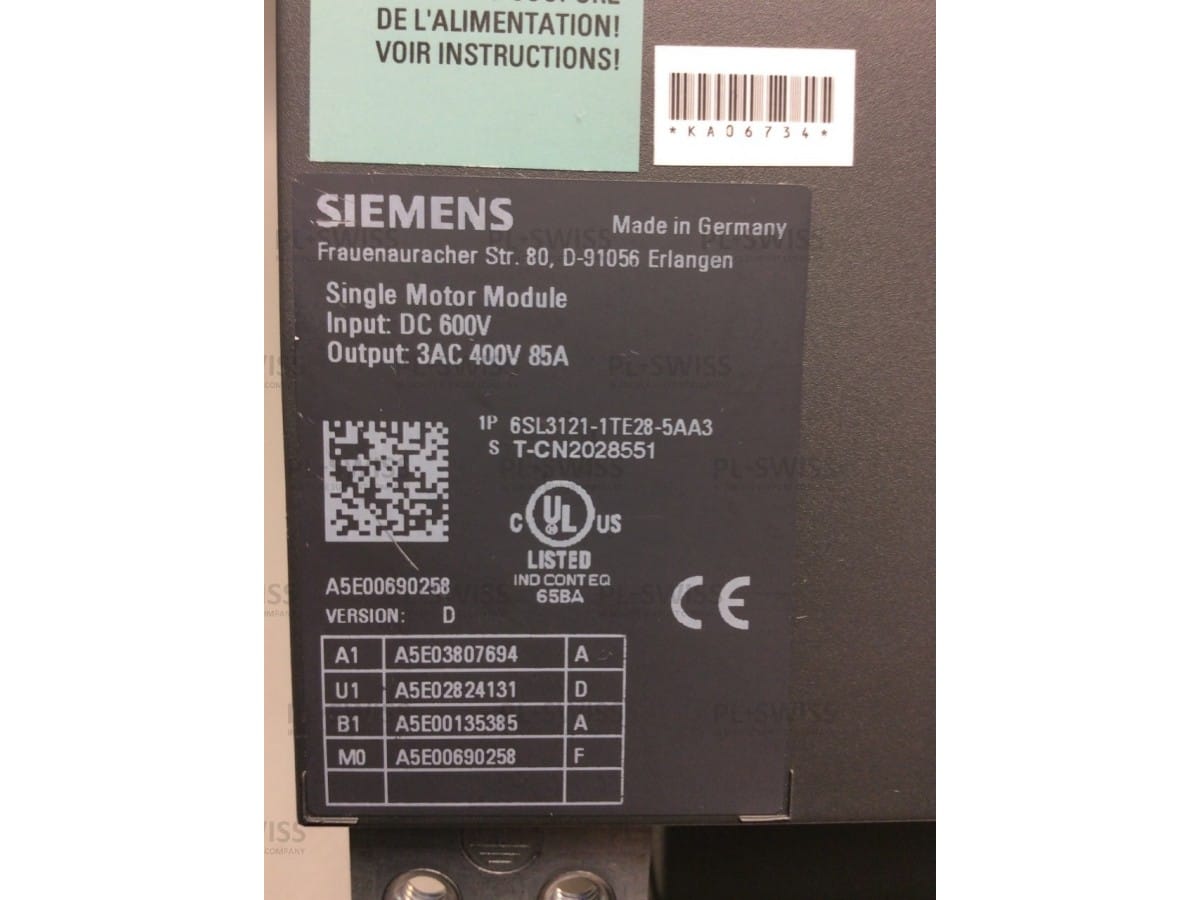 DE L'ALIMENTATION!
VOIR INSTRUCTIONS!
*KA06734*
SIEMENS
Made in Germany
Frauenauracher Str. 80, D-91056 Erlangen
Single Motor Module
Input: DC 600V
Output: 3AC 400V 85A
1P 6SL3121-1TE28-5AA3
S T-CN2028551
C UL US
LISTED
IND CONT EQ
65BA
A5E00690258
VERSION: D
CE
A1 A5E03807694 A
U1 A5E02824131 D
B1 A5E00135385 A
M0 A5E00690258 F
PL-SWISS